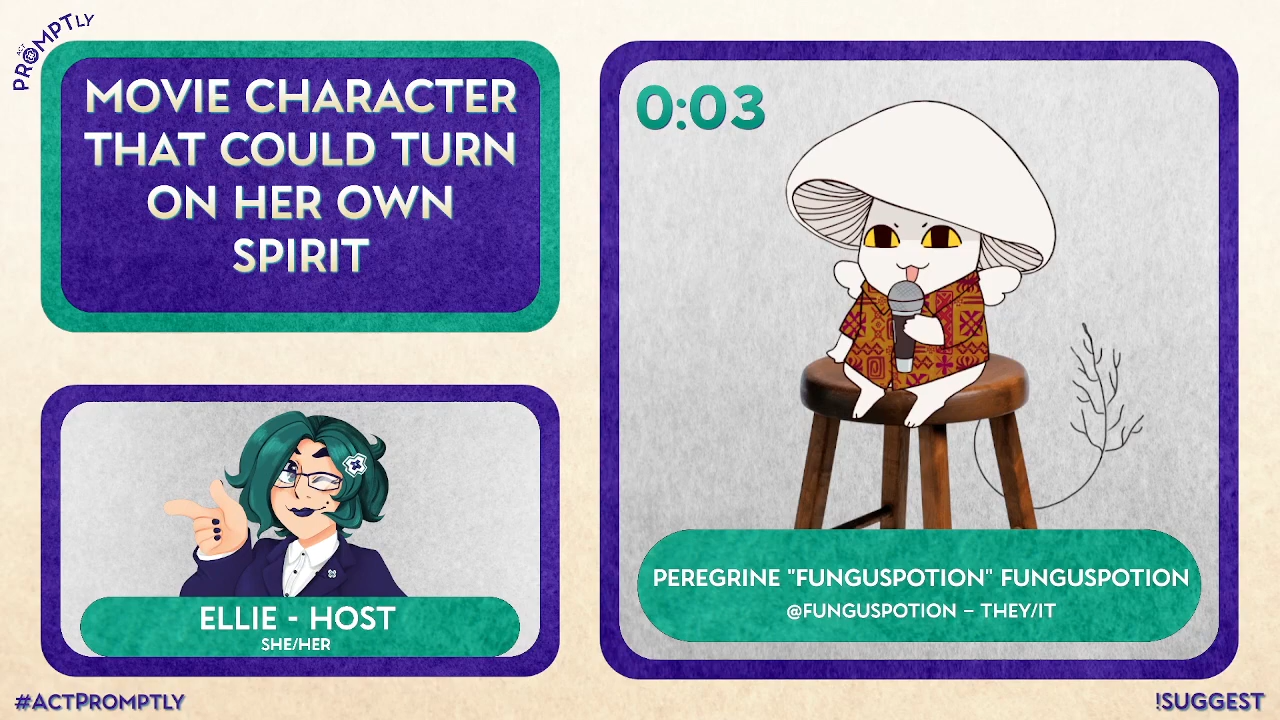 ACT PROMPTLY
MOVIE CHARACTER
THAT COULD TURN
ON HER OWN
SPIRIT
0:03
ELLIE - HOST
SHE/HER
PEREGRINE "FUNGUSPOTION" FUNGUSPOTION
@FUNGUSPOTION – THEY/IT
#ACTPROMPTLY
!SUGGEST